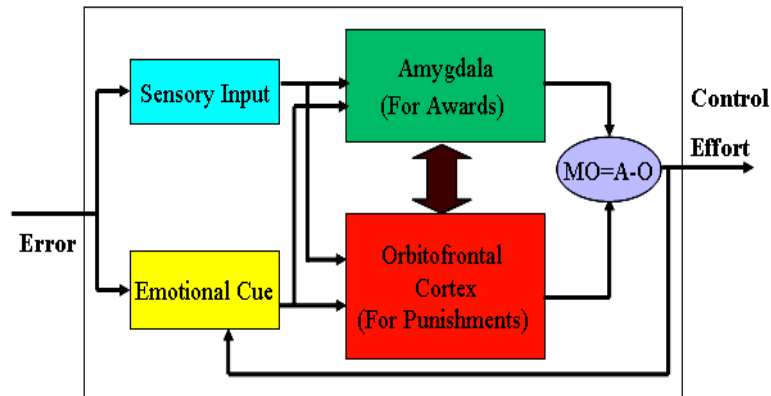 Sensory Input
Amygdala
(For Awards)
Control
Effort
MO=A-O
Error
Emotional Cue
Orbitofrontal
Cortex
(For Punishments)